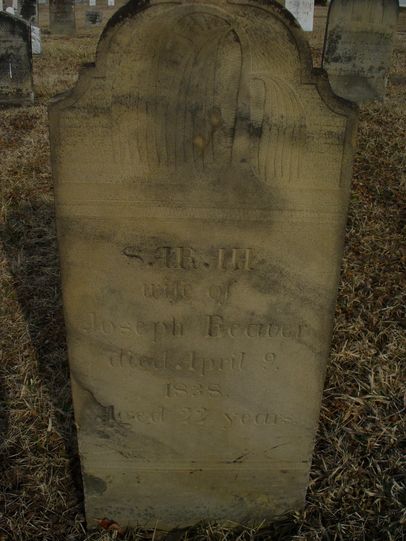 SARAH
wife of
Joseph Beaver
died April 9,
1838.
Aged 22 years